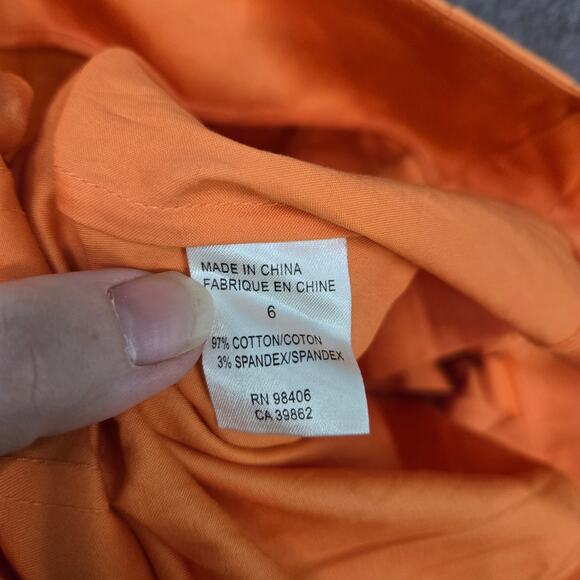 MADE IN CHINA
FABRIQUE EN CHINE
6
97% COTTON/COTON
3% SPANDEX/SPANDEX
RN 98406
CA 39862